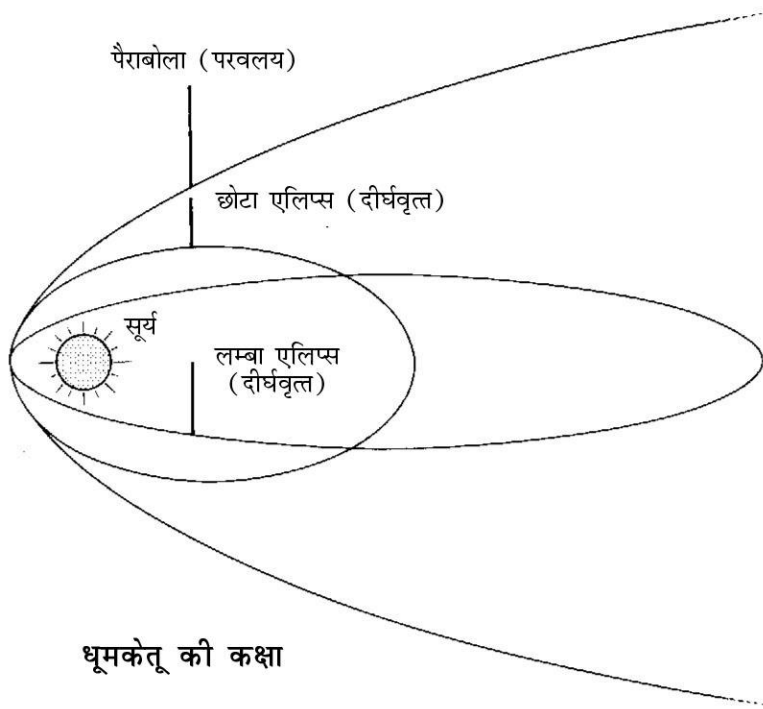 पैराबोला (परवलय)
छोटा एलिप्स (दीर्घवृत्त)
सूर्य
लम्बा एलिप्स
(दीर्घवृत्त)
धूमकेतू की कक्षा